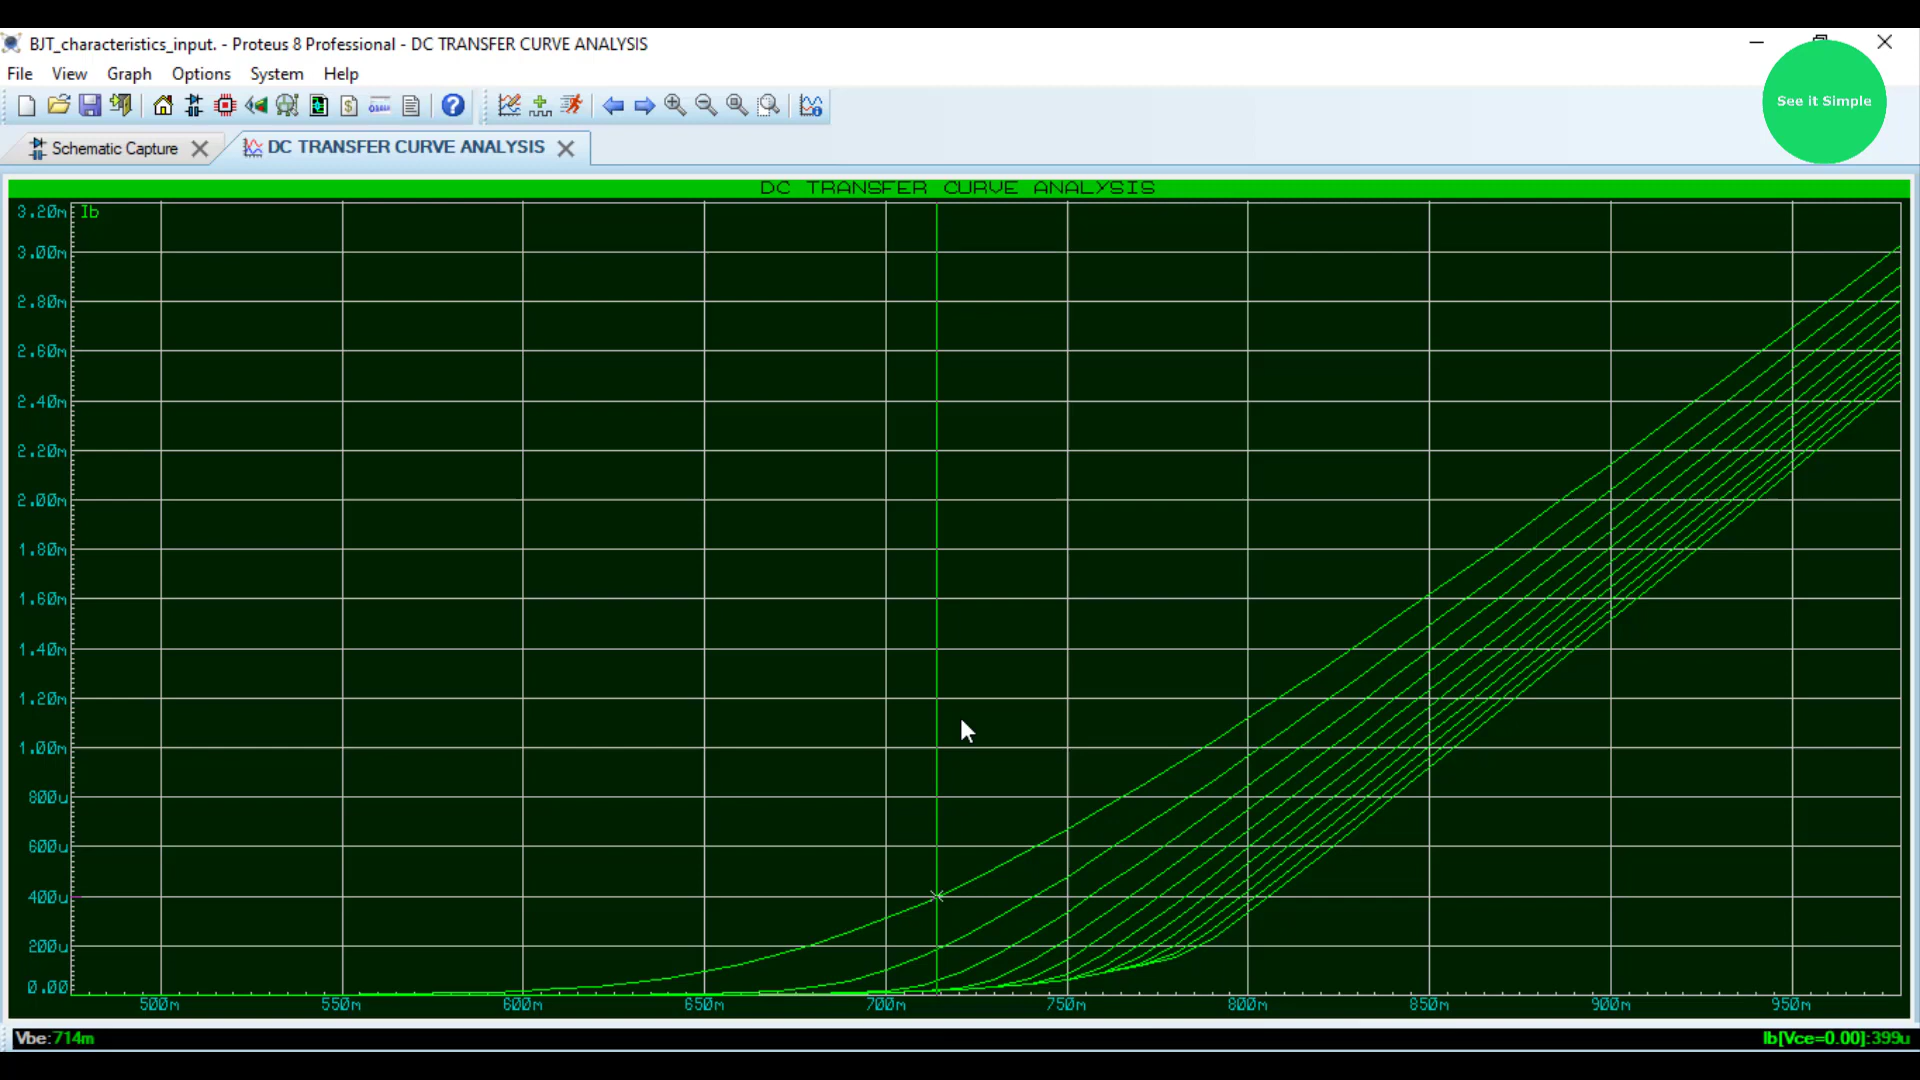 BJT_characteristics_input. - Proteus 8 Professional - DC TRANSFER CURVE ANALYSIS
File View Graph Options System Help
See it Simple
Schematic Capture
DC TRANSFER CURVE ANALYSIS
DC TRANSFER CURVE ANALYSIS
Ib
3.20m
3.00m
2.80m
2.60m
2.40m
2.20m
2.00m
1.80m
1.60m
1.40m
1.20m
1.00m
800u
600u
400u
200u
0.00
500m 550m 600m 650m 700m 750m 800m 850m 900m 950m
Vbe:714m
Ib[Vce=0.00]:399u